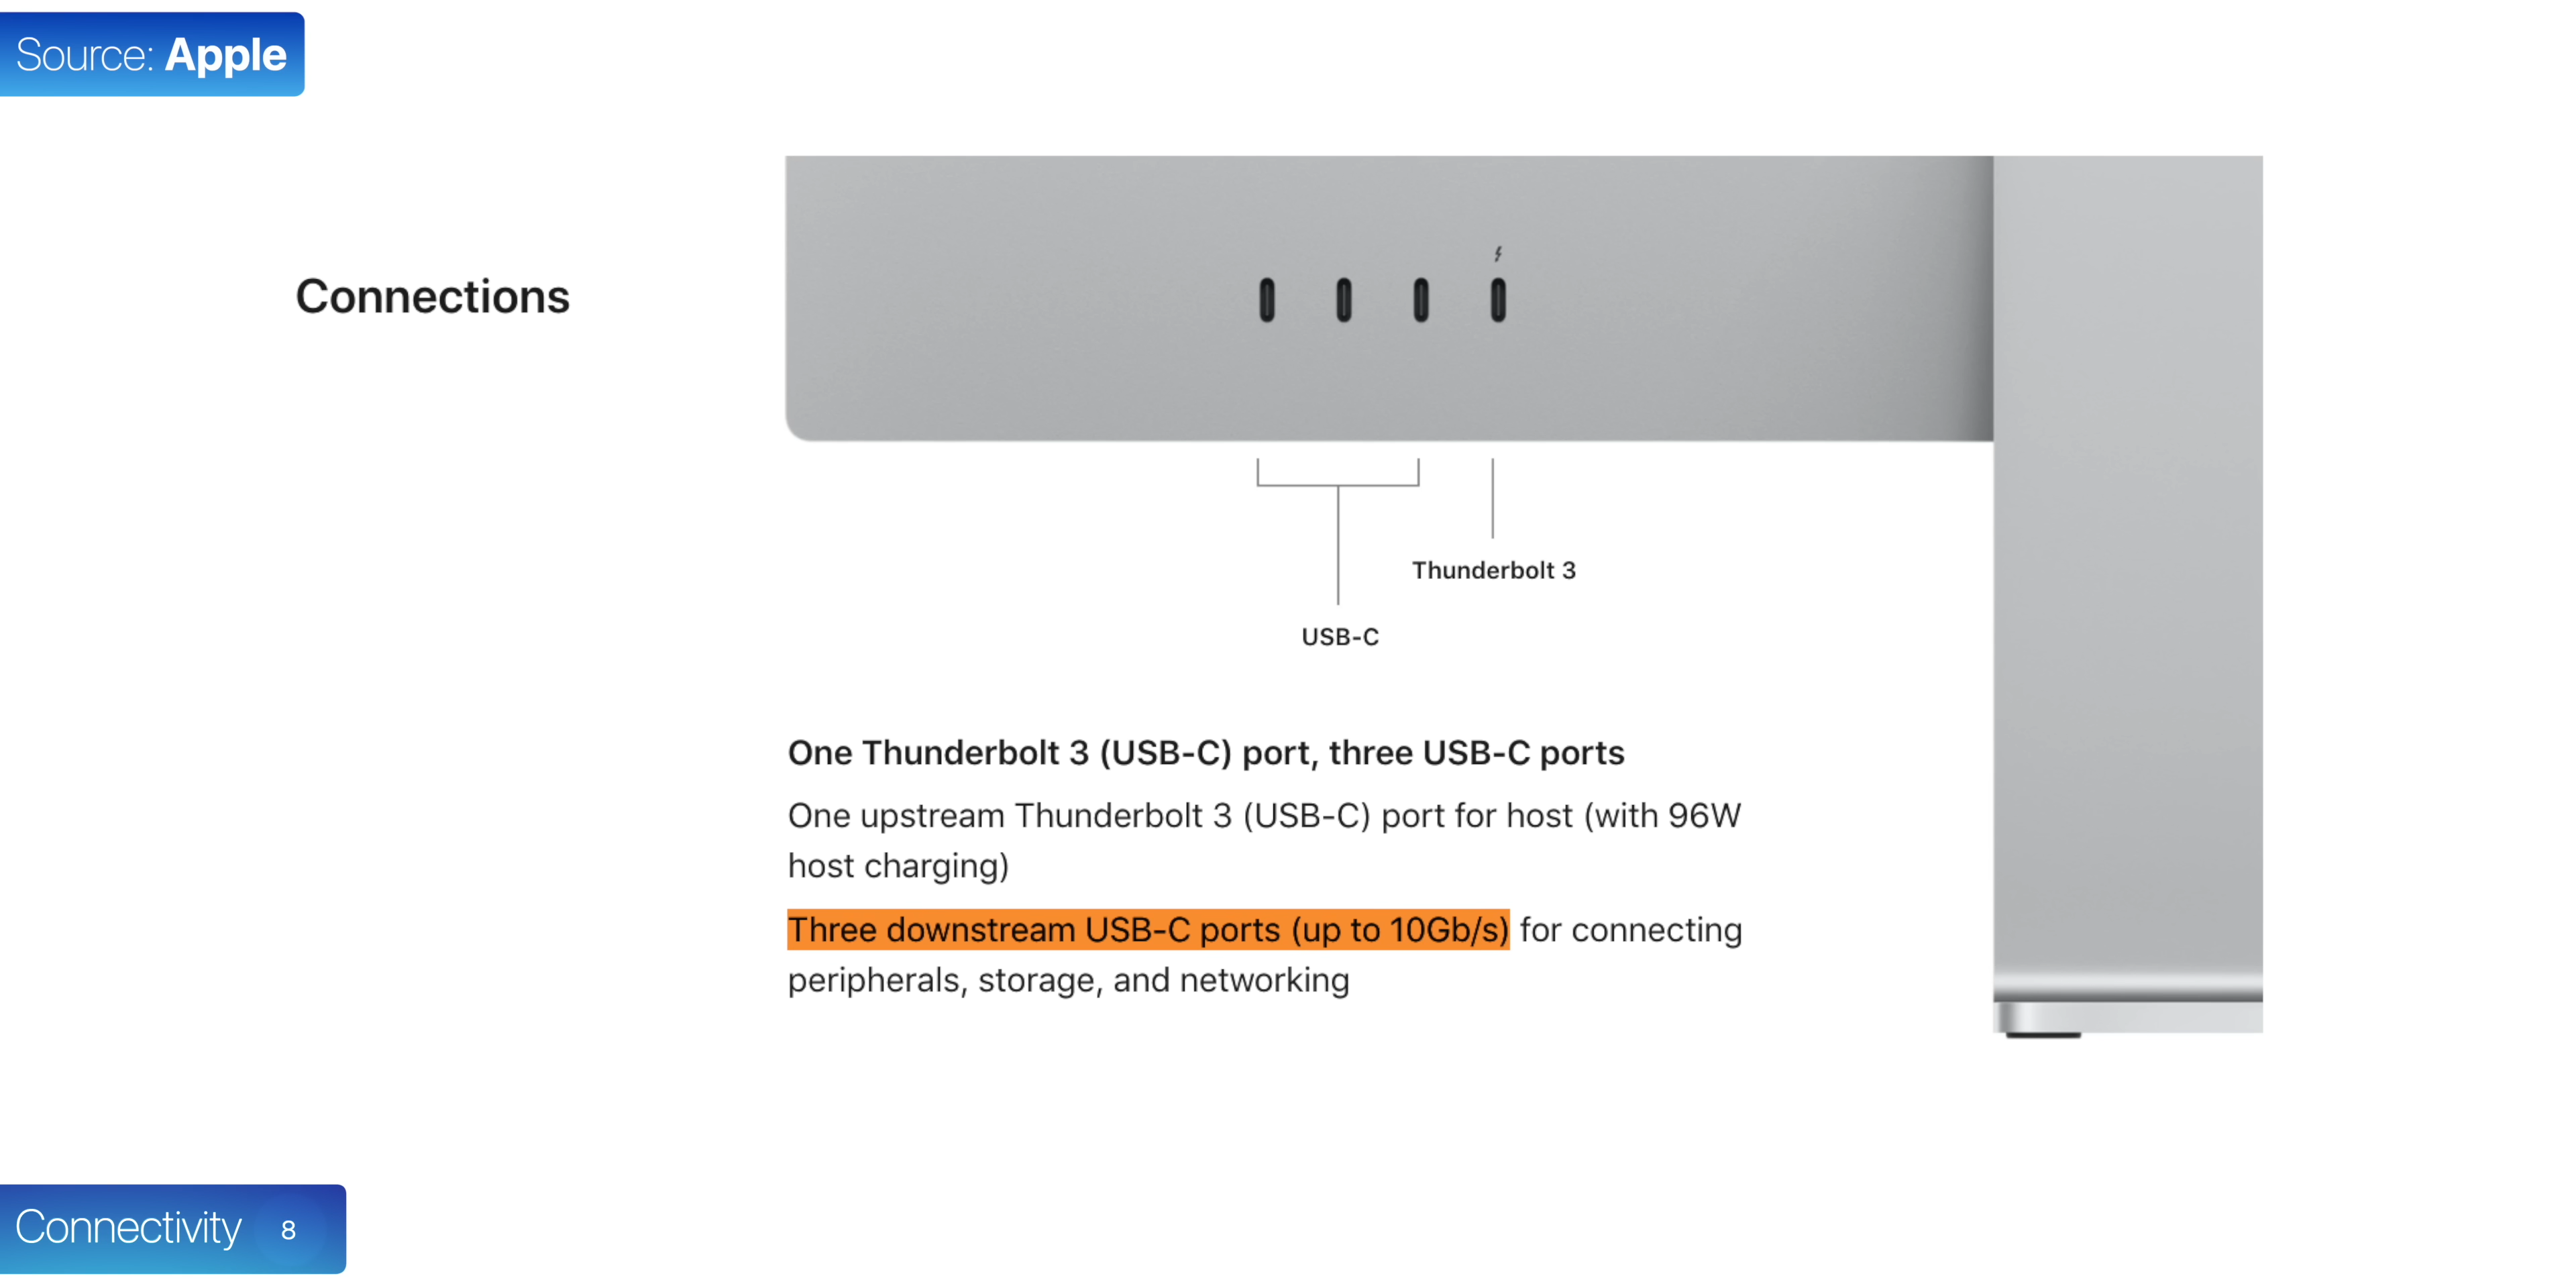 Source: Apple
Connections
Thunderbolt 3
USB-C
One Thunderbolt 3 (USB-C) port, three USB-C ports
One upstream Thunderbolt 3 (USB-C) port for host (with 96W
host charging)
Three downstream USB-C ports (up to 10Gb/s) for connecting
peripherals, storage, and networking
Connectivity 8